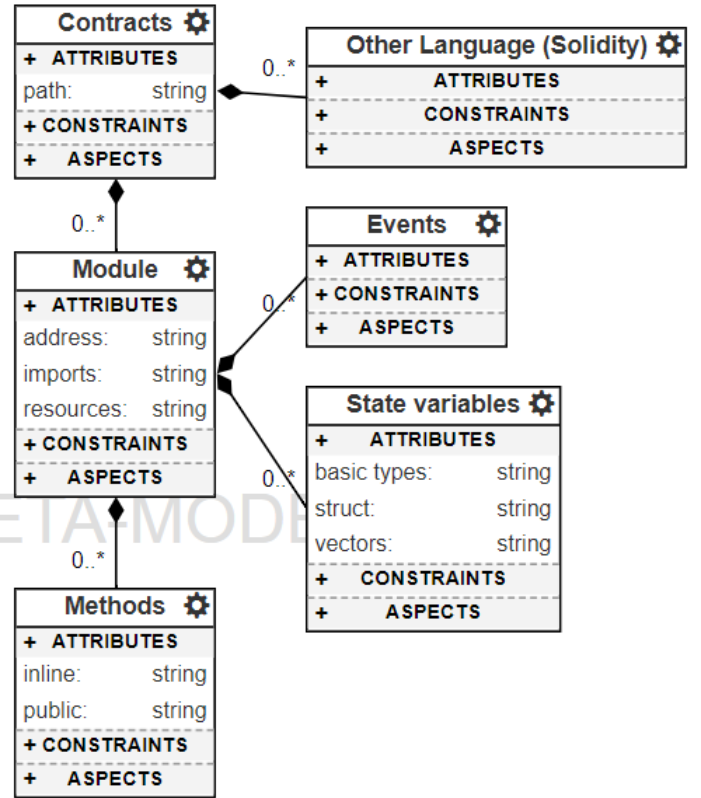 Contracts
+ ATTRIBUTES
path: string
+ CONSTRAINTS
+ ASPECTS
0..*
Other Language (Solidity)
+ ATTRIBUTES
+ CONSTRAINTS
+ ASPECTS
0..*
Module
+ ATTRIBUTES
address: string
imports: string
resources: string
+ CONSTRAINTS
+ ASPECTS
0..*
Events
+ ATTRIBUTES
+ CONSTRAINTS
+ ASPECTS
0..*
State variables
+ ATTRIBUTES
basic types: string
struct: string
vectors: string
+ CONSTRAINTS
+ ASPECTS
ETA-MODE
0..*
Methods
+ ATTRIBUTES
inline: string
public: string
+ CONSTRAINTS
+ ASPECTS